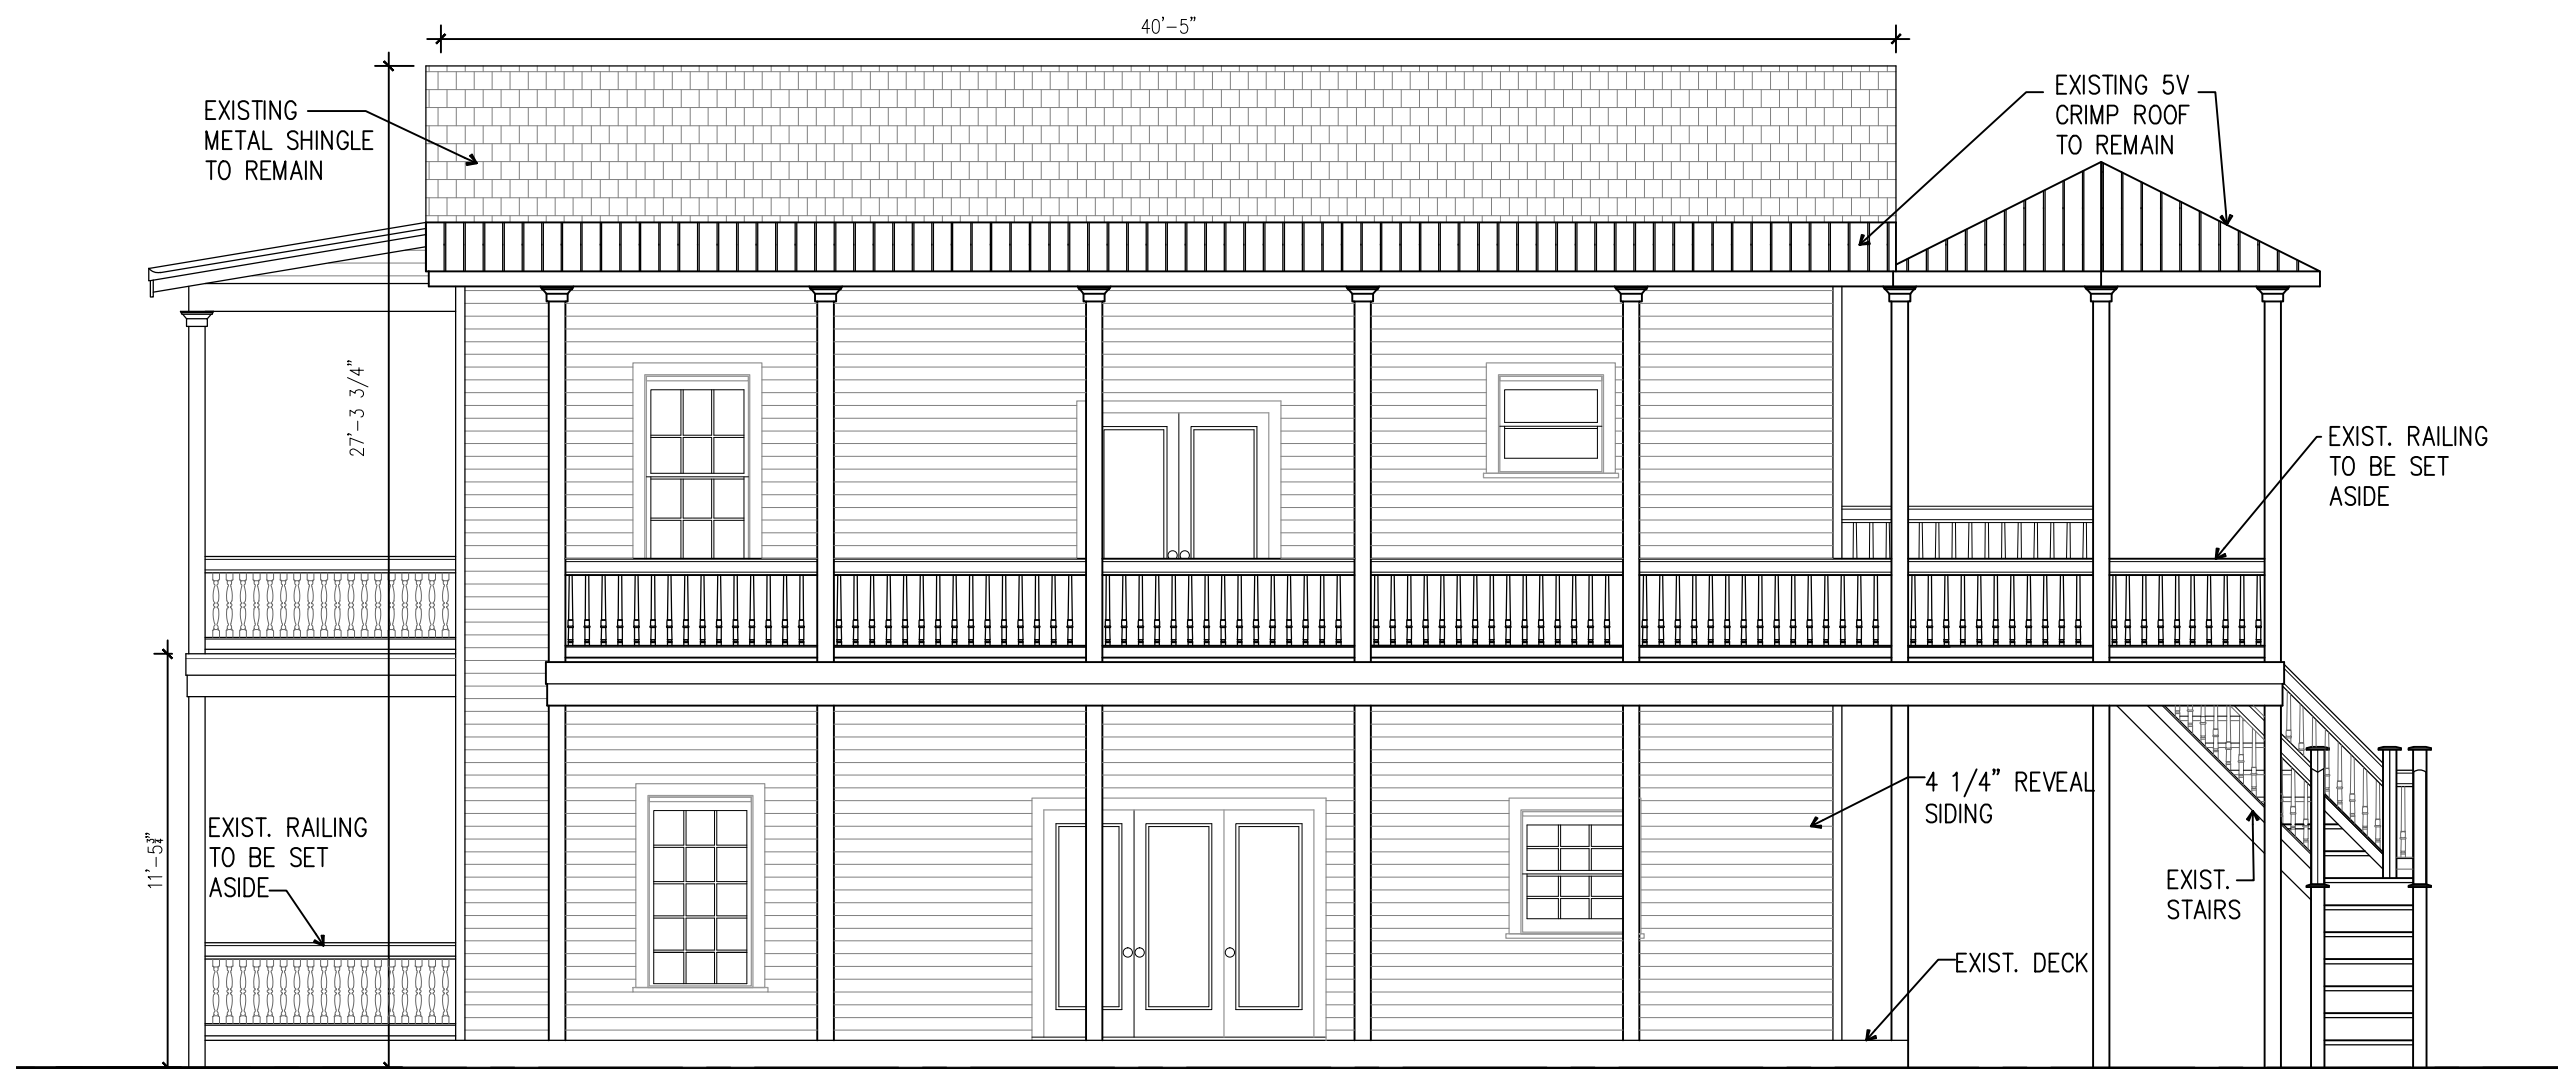 40'-5"
EXISTING
METAL SHINGLE
TO REMAIN
EXISTING 5V
CRIMP ROOF
TO REMAIN
27'-3 3/4"
EXIST. RAILING
TO BE SET
ASIDE
4 1/4" REVEAL
SIDING
EXIST. RAILING
TO BE SET
ASIDE
11'-5¾"
EXIST.
STAIRS
EXIST. DECK